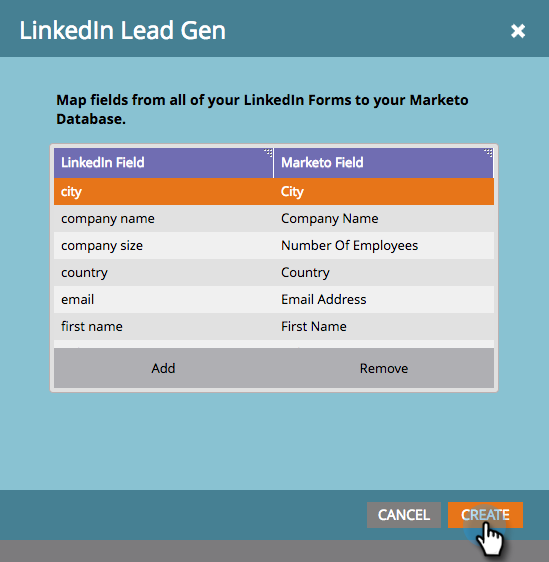 LinkedIn Lead Gen
Map fields from all of your LinkedIn Forms to your Marketo
Database.
LinkedIn Field Marketo Field
city City
company name Company Name
company size Number Of Employees
country Country
email Email Address
first name First Name
Add Remove
CANCEL CREATE